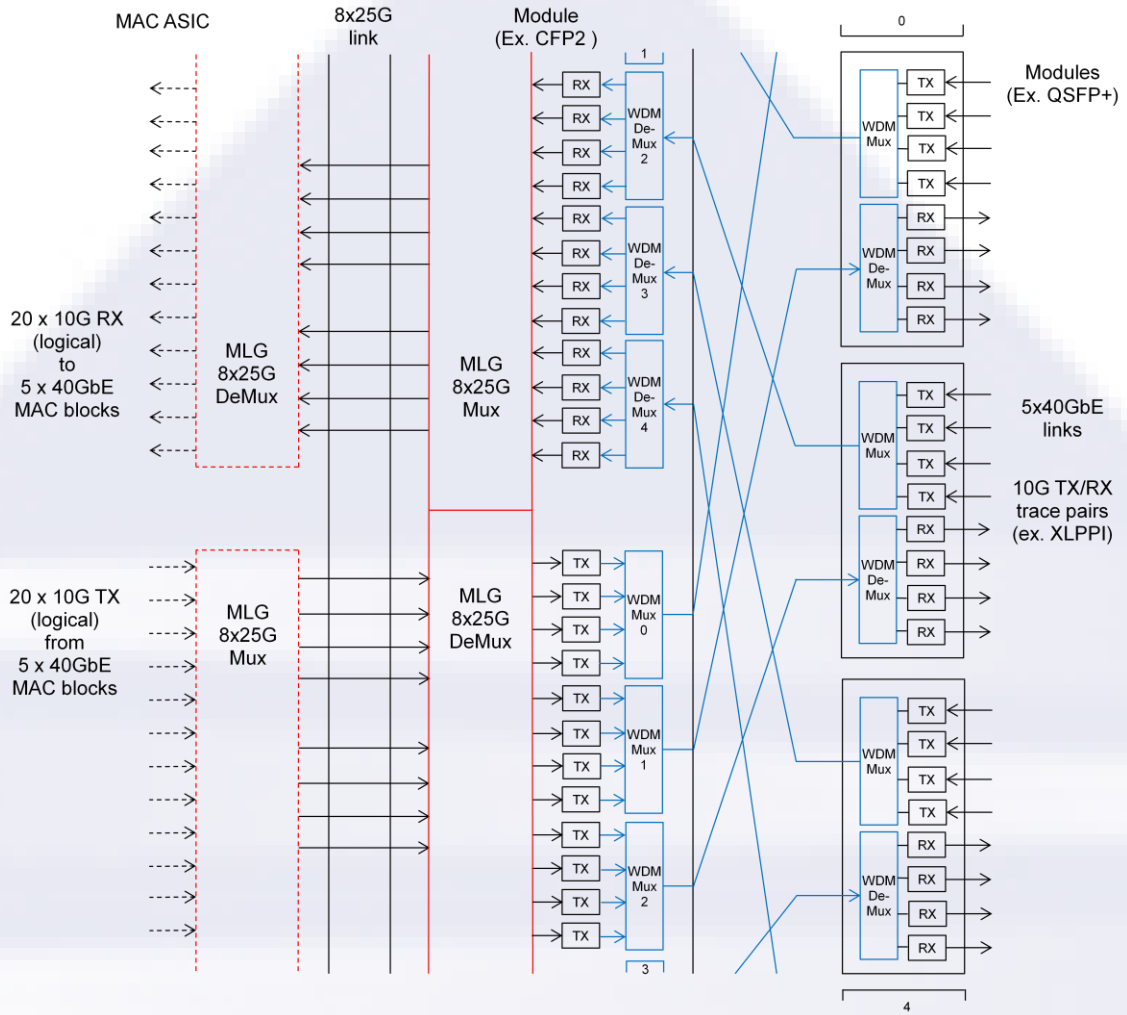 MAC ASIC
8x25G
link
Module
(Ex. CFP2 )
1
0
Modules
(Ex. QSFP+)
RX
RX
RX
RX
WDM
De-
Mux
2
RX
RX
RX
RX
WDM
De-
Mux
3
RX
RX
RX
RX
WDM
De-
Mux
4
20 x 10G RX
(logical)
to
5 x 40GbE
MAC blocks
MLG
8x25G
DeMux
MLG
8x25G
Mux
20 x 10G TX
(logical)
from
5 x 40GbE
MAC blocks
MLG
8x25G
Mux
MLG
8x25G
DeMux
TX
TX
TX
TX
WDM
Mux
0
TX
TX
TX
TX
WDM
Mux
1
TX
TX
TX
TX
WDM
Mux
2
3
WDM
Mux
TX
TX
TX
TX
WDM
De-
Mux
RX
RX
RX
RX
WDM
Mux
TX
TX
TX
TX
WDM
De-
Mux
RX
RX
RX
RX
5x40GbE
links
10G TX/RX
trace pairs
(ex. XLPPI)
WDM
Mux
TX
TX
TX
TX
WDM
De-
Mux
RX
RX
RX
RX
4